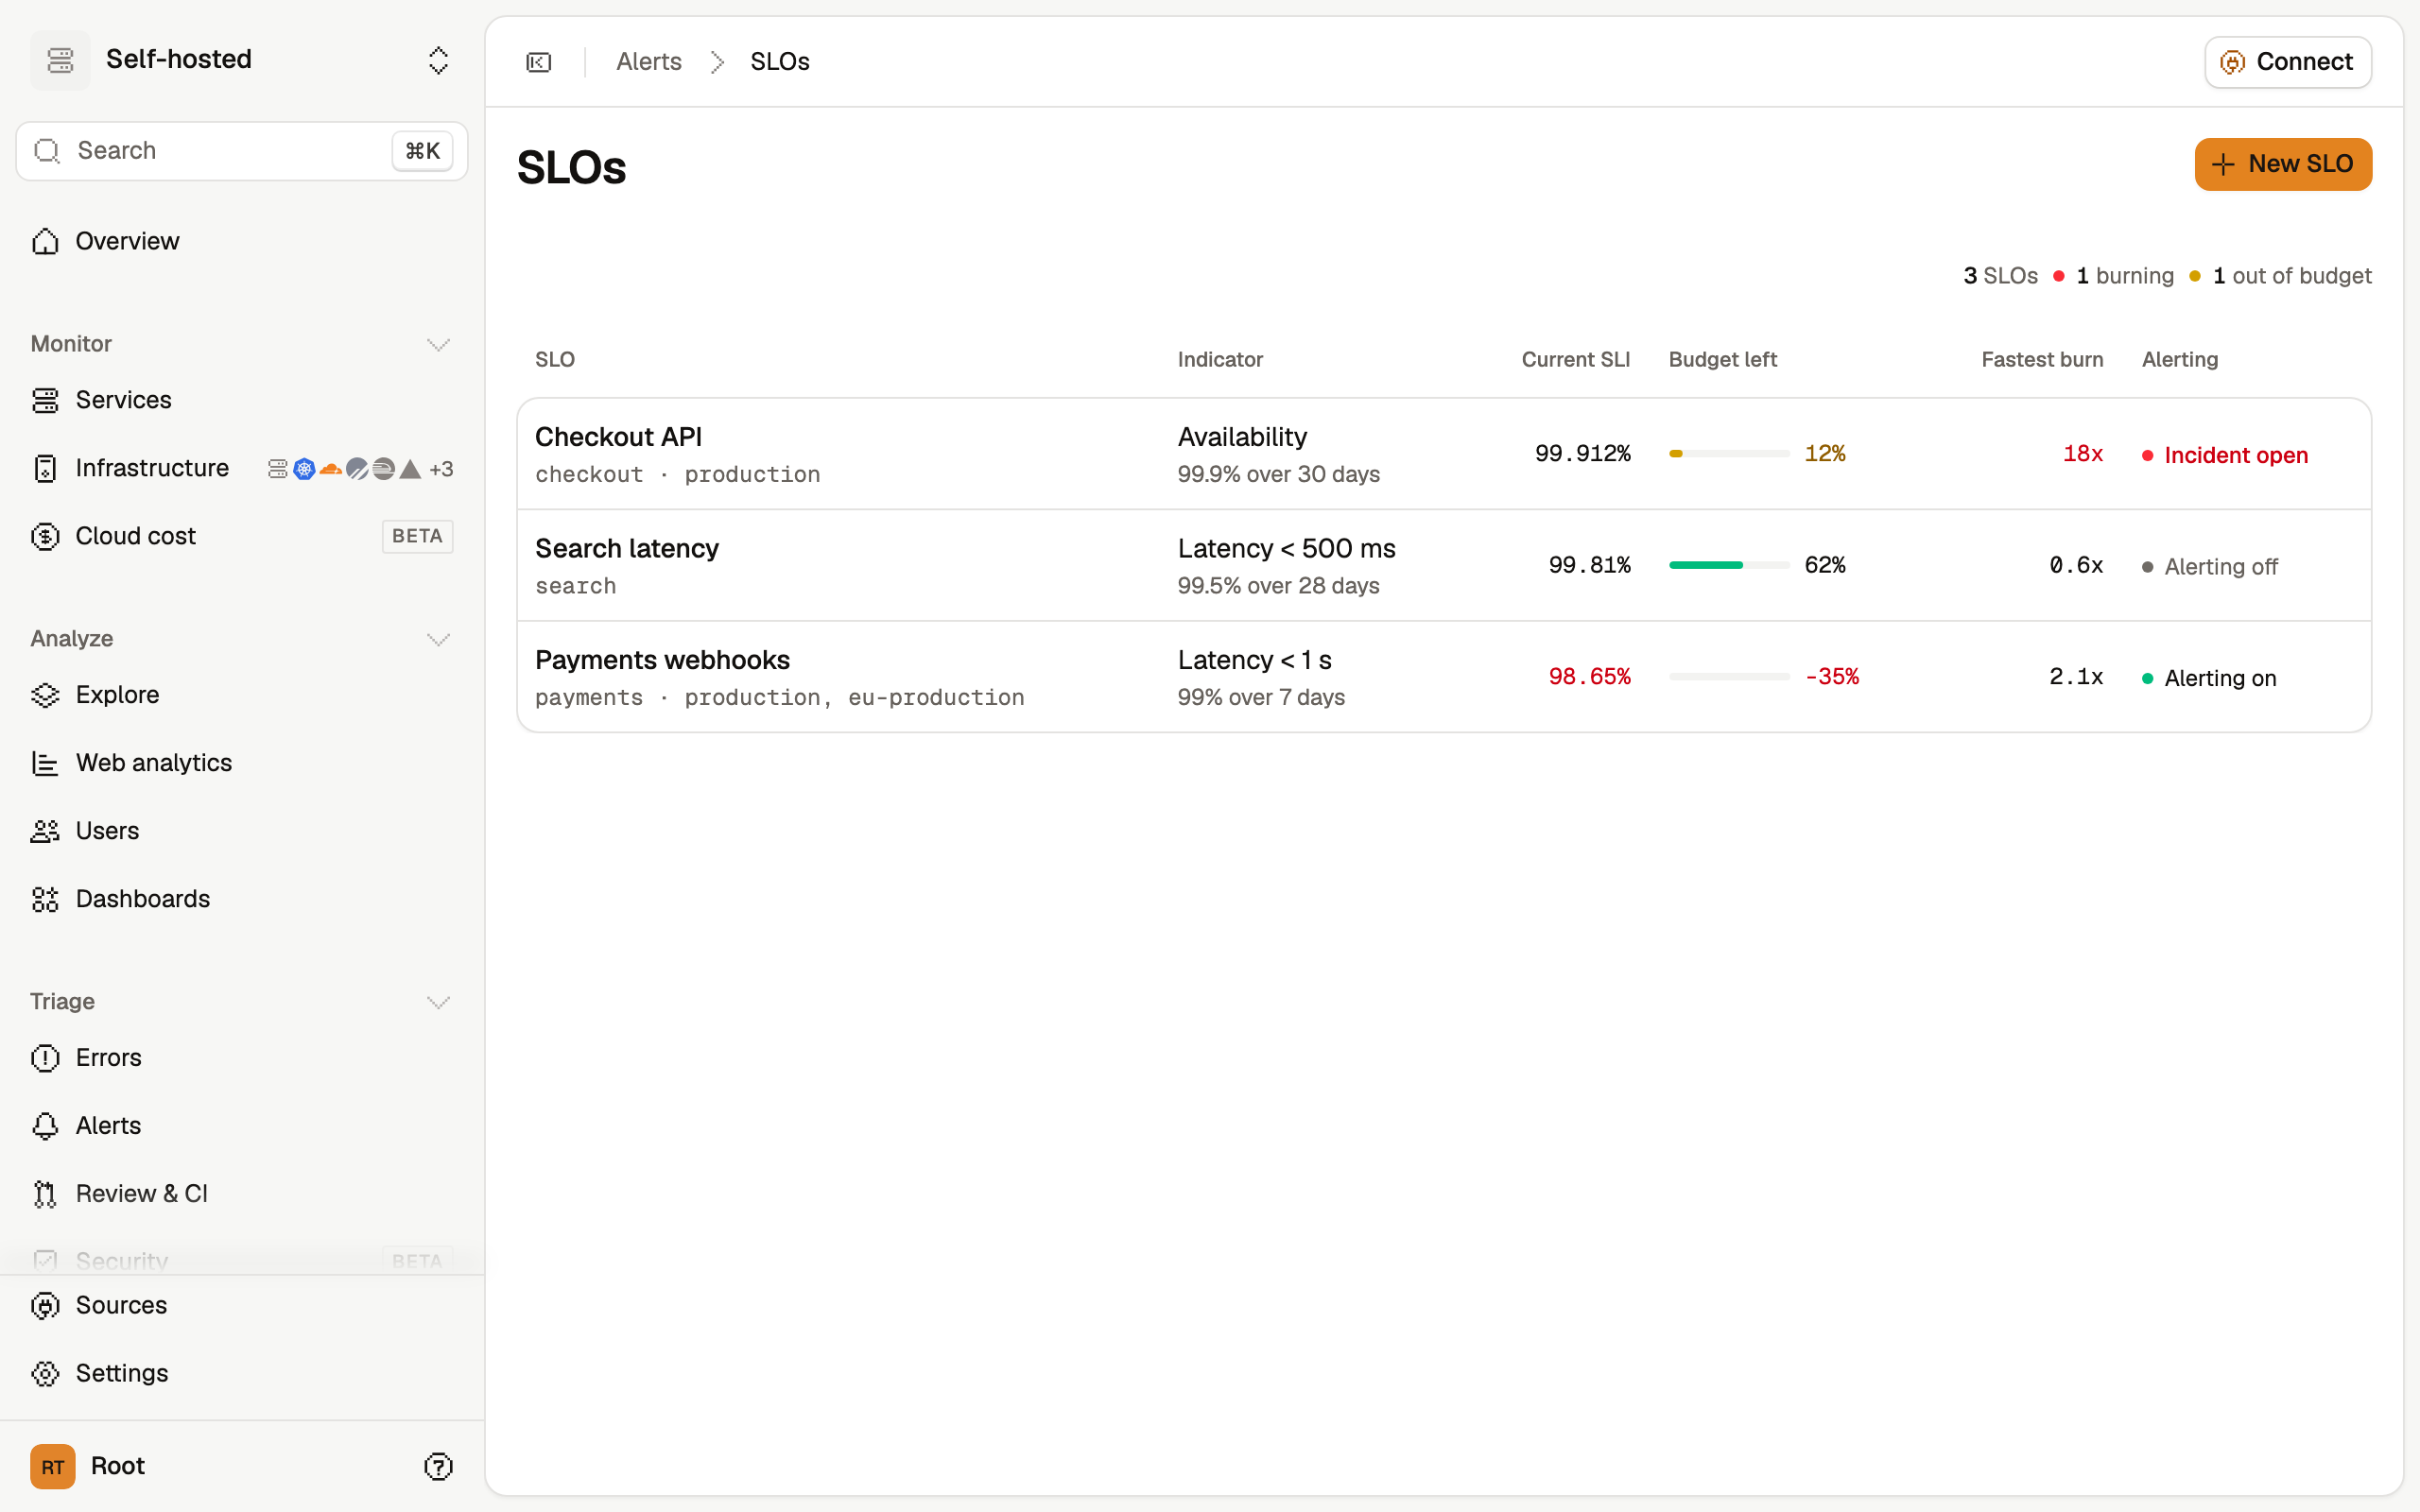 Self-hosted
Search ⌘K
Overview
Monitor
Services
Infrastructure +3
Cloud cost BETA
Analyze
Explore
Web analytics
Users
Dashboards
Triage
Errors
Alerts
Review & CI
Security BETA
Sources
Settings
RT Root
Alerts SLOs
Connect
SLOs
New SLO
3 SLOs 1 burning 1 out of budget
SLO Indicator Current SLI Budget left Fastest burn Alerting
Checkout API Availability 99.912% 12% 18x Incident open
checkout · production 99.9% over 30 days
Search latency Latency < 500 ms 99.81% 62% 0.6x Alerting off
search 99.5% over 28 days
Payments webhooks Latency < 1 s 98.65% -35% 2.1x Alerting on
payments · production, eu-production 99% over 7 days